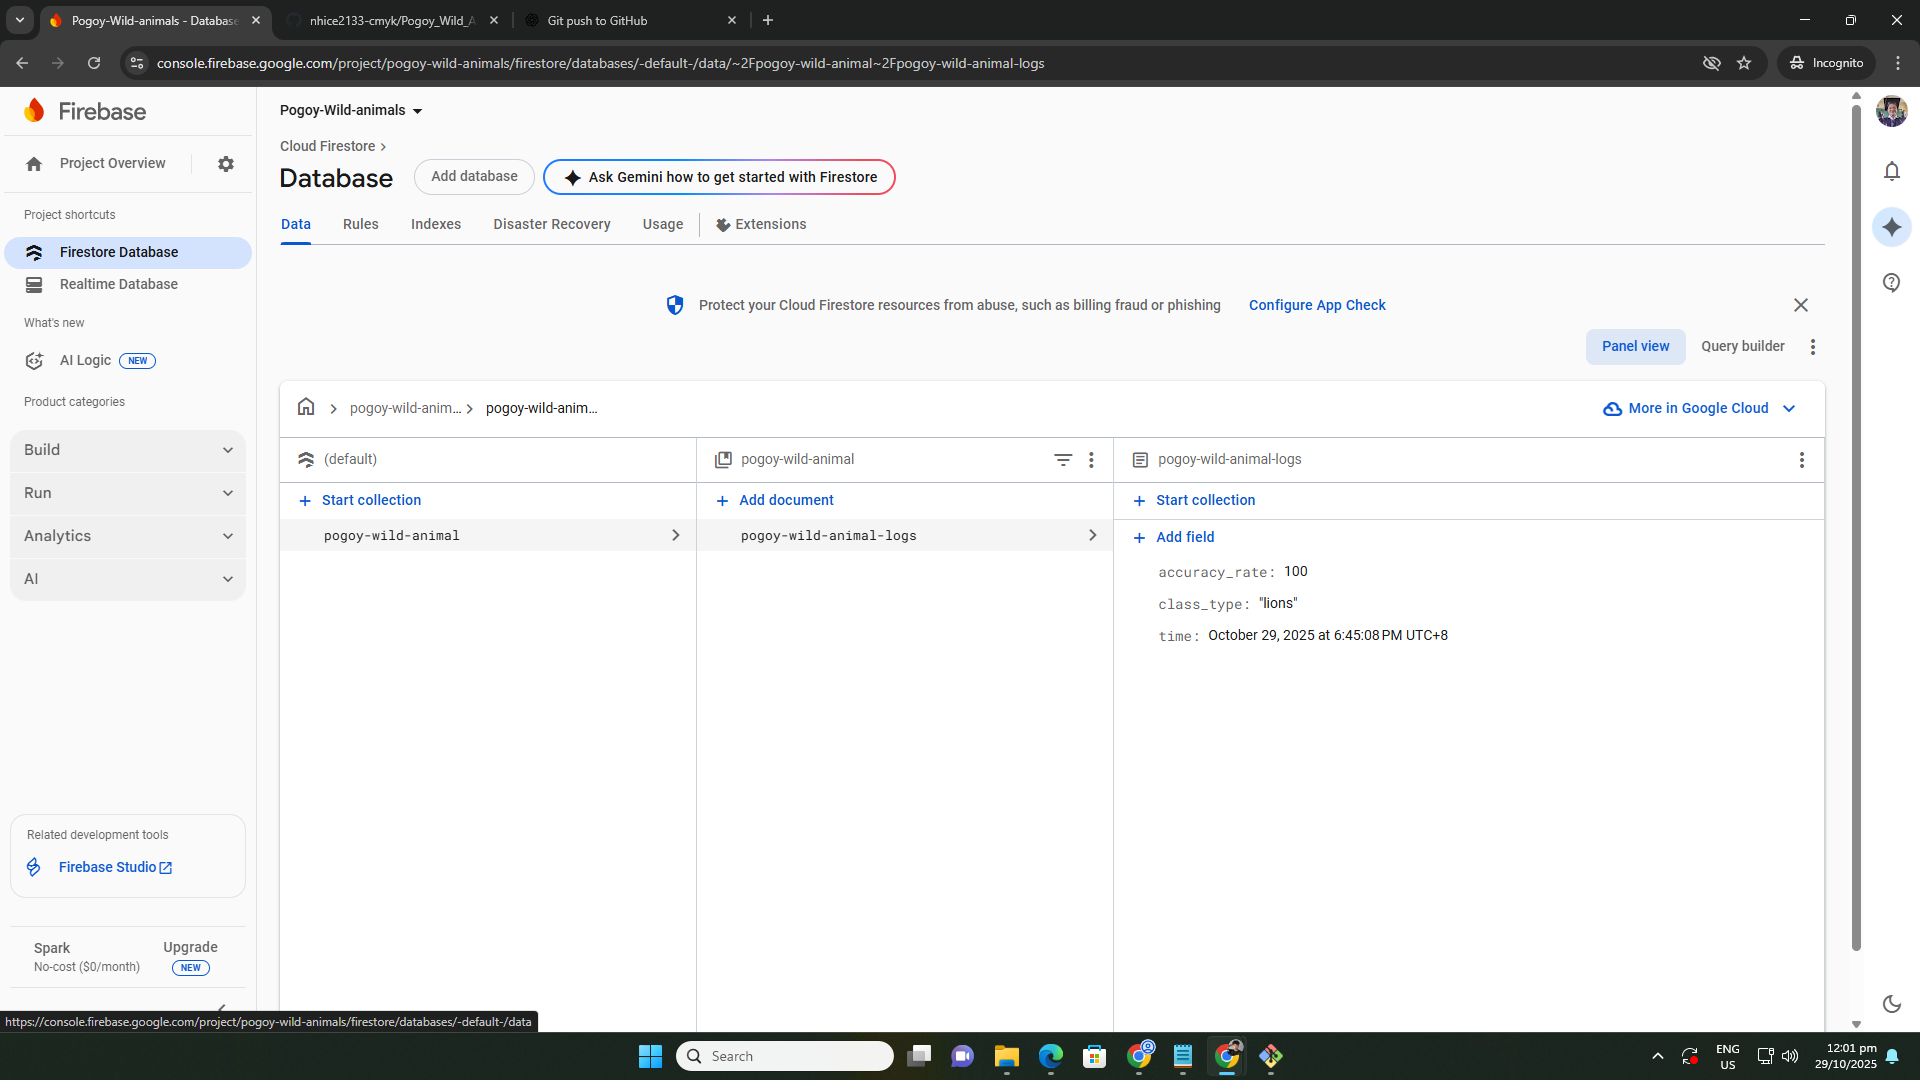 Pogoy-Wild-animals - Database
nhice2133-cmyk/Pogoy_Wild_A
Git push to GitHub
console.firebase.google.com/project/pogoy-wild-animals/firestore/databases/-default-/data/~2Fpogoy-wild-animal~2Fpogoy-wild-animal-logs
Incognito
Firebase
Project Overview
Project shortcuts
Firestore Database
Realtime Database
What's new
AI Logic NEW
Product categories
Build
Run
Analytics
AI
Related development tools
Firebase Studio
Spark
No-cost ($0/month)
Upgrade
NEW
Pogoy-Wild-animals
Cloud Firestore
Database
Add database
Ask Gemini how to get started with Firestore
Data Rules Indexes Disaster Recovery Usage Extensions
Protect your Cloud Firestore resources from abuse, such as billing fraud or phishing Configure App Check
Panel view Query builder
pogoy-wild-anim... pogoy-wild-anim...
More in Google Cloud
(default)
Start collection
pogoy-wild-animal
pogoy-wild-animal
Add document
pogoy-wild-animal-logs
pogoy-wild-animal-logs
Start collection
Add field
accuracy_rate: 100
class_type: "lions"
time: October 29, 2025 at 6:45:08 PM UTC+8
https://console.firebase.google.com/project/pogoy-wild-animals/firestore/databases/-default-/data
Search
ENG
US
12:01 pm
29/10/2025